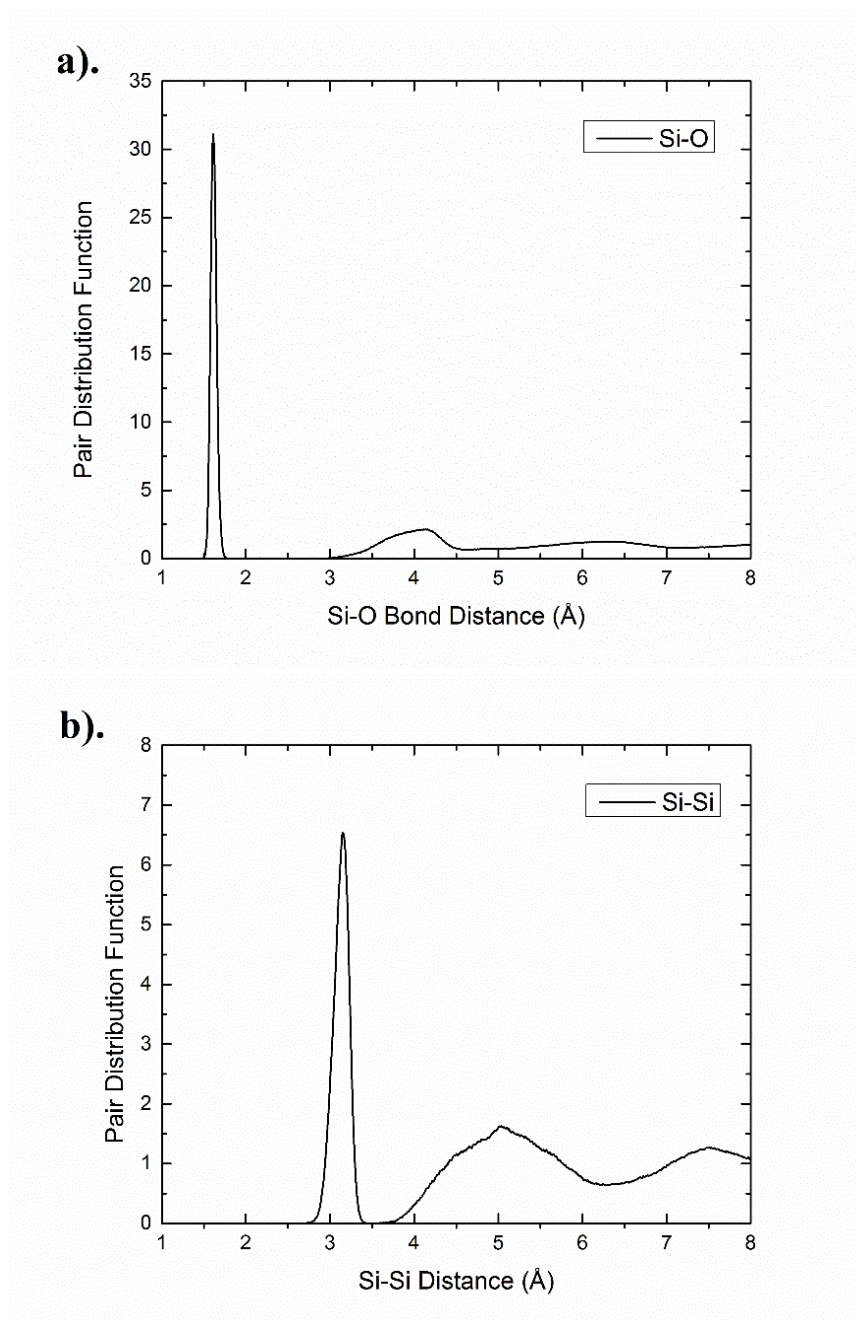 a).
35
30
25
20
15
10
5
0
Pair Distribution Function
Si-O
1 2 3 4 5 6 7 8
Si-O Bond Distance (Å)
b).
8
7
6
5
4
3
2
1
0
Pair Distribution Function
Si-Si
1 2 3 4 5 6 7 8
Si-Si Distance (Å)